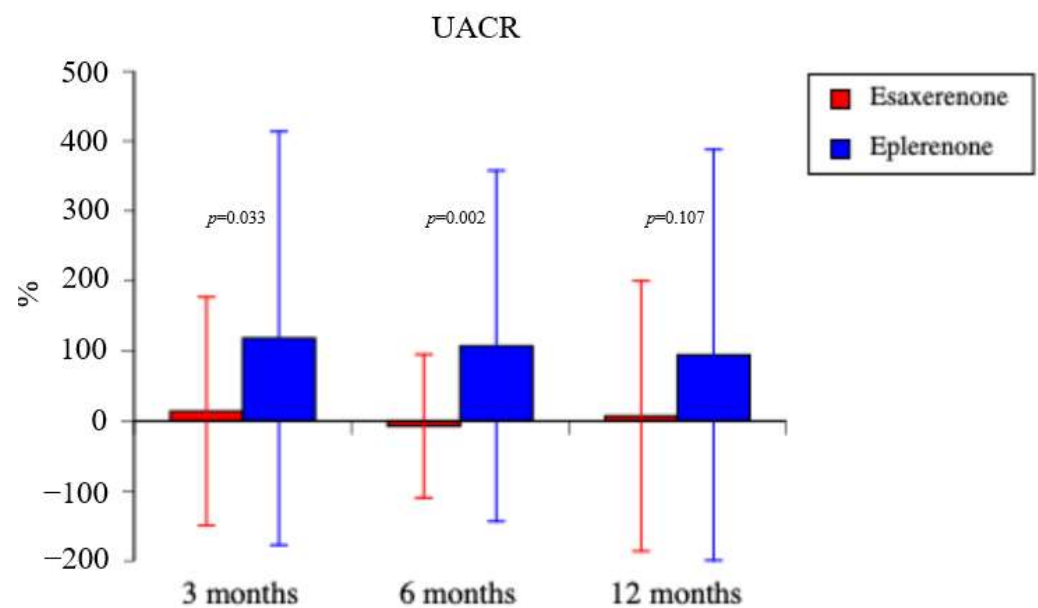 UACR
500
400
300
200
100
0
−100
−200
%
p=0.033
p=0.002
p=0.107
3 months
6 months
12 months
Esaxerenone
Eplerenone